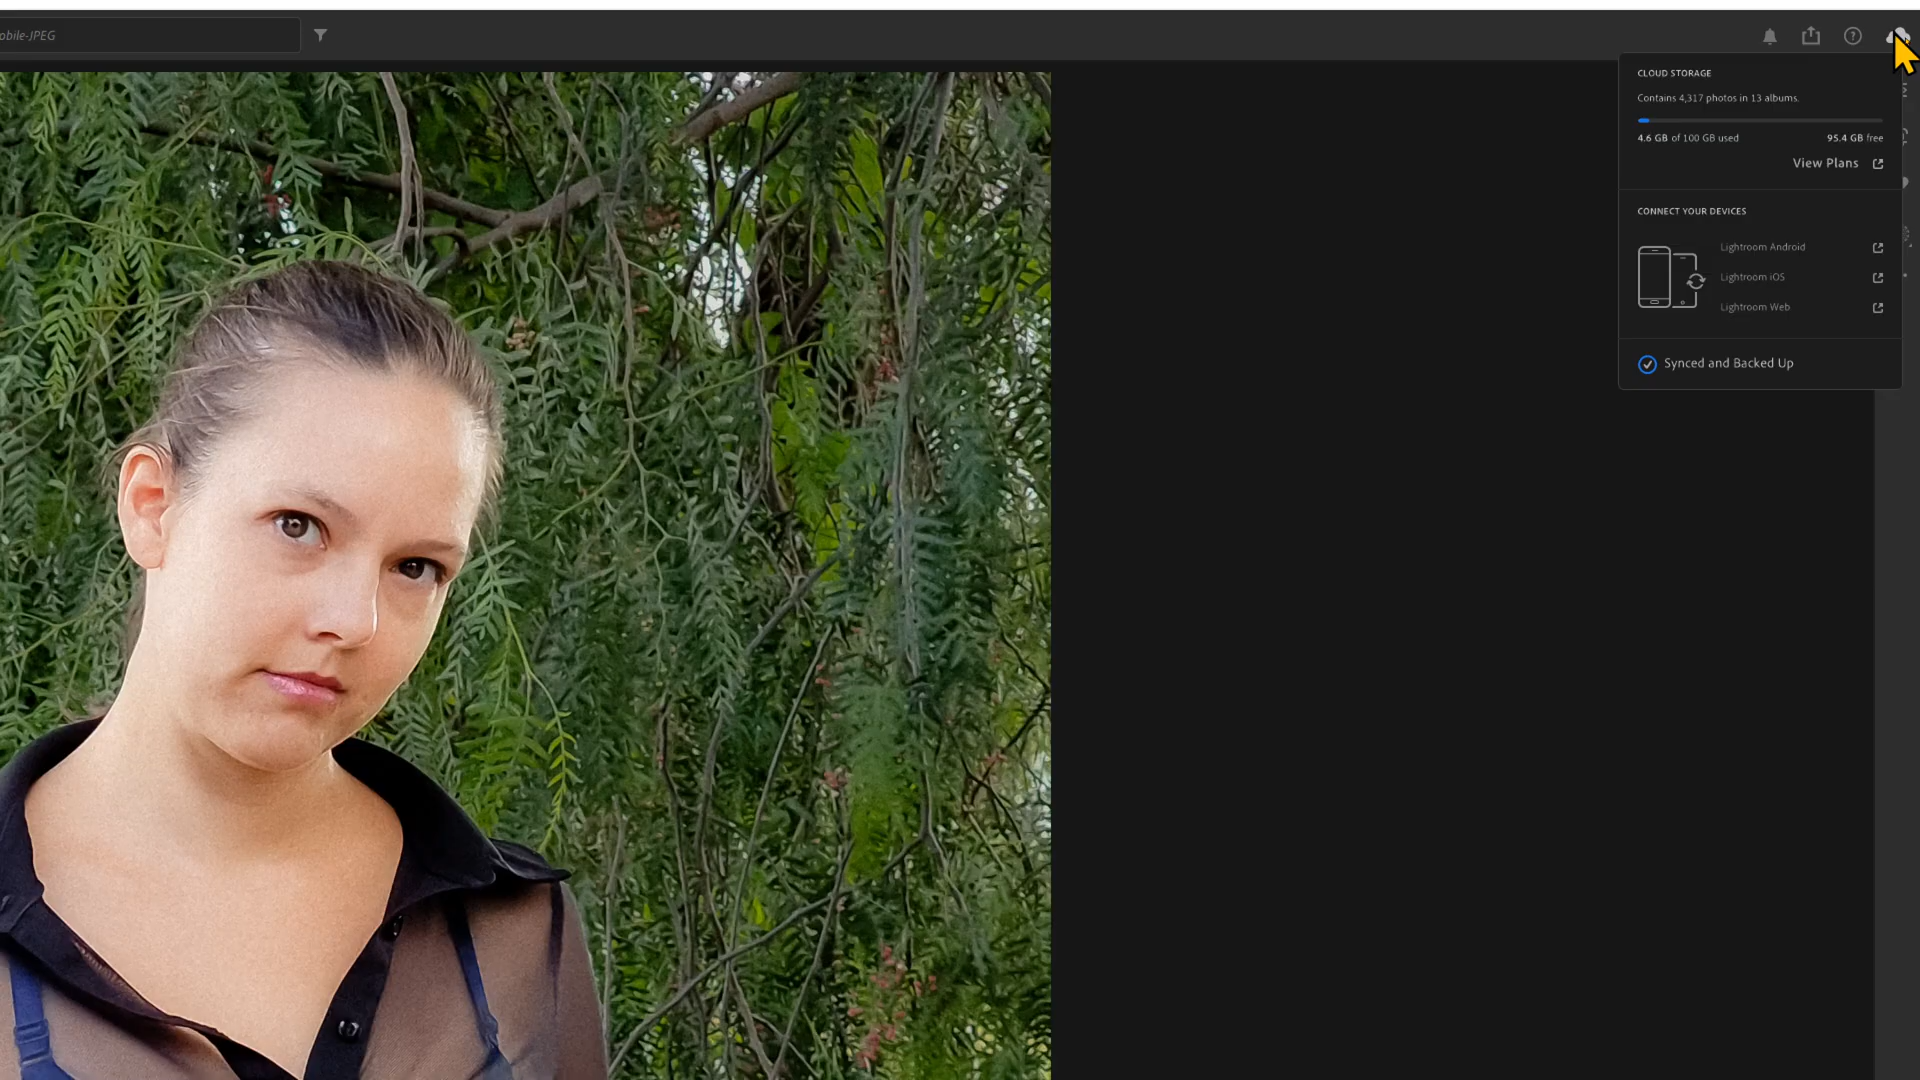 obile-JPEG
CLOUD STORAGE
Contains 4,317 photos in 13 albums.
4.6 GB of 100 GB used 95.4 GB free
View Plans
CONNECT YOUR DEVICES
Lightroom Android
Lightroom iOS
Lightroom Web
Synced and Backed Up